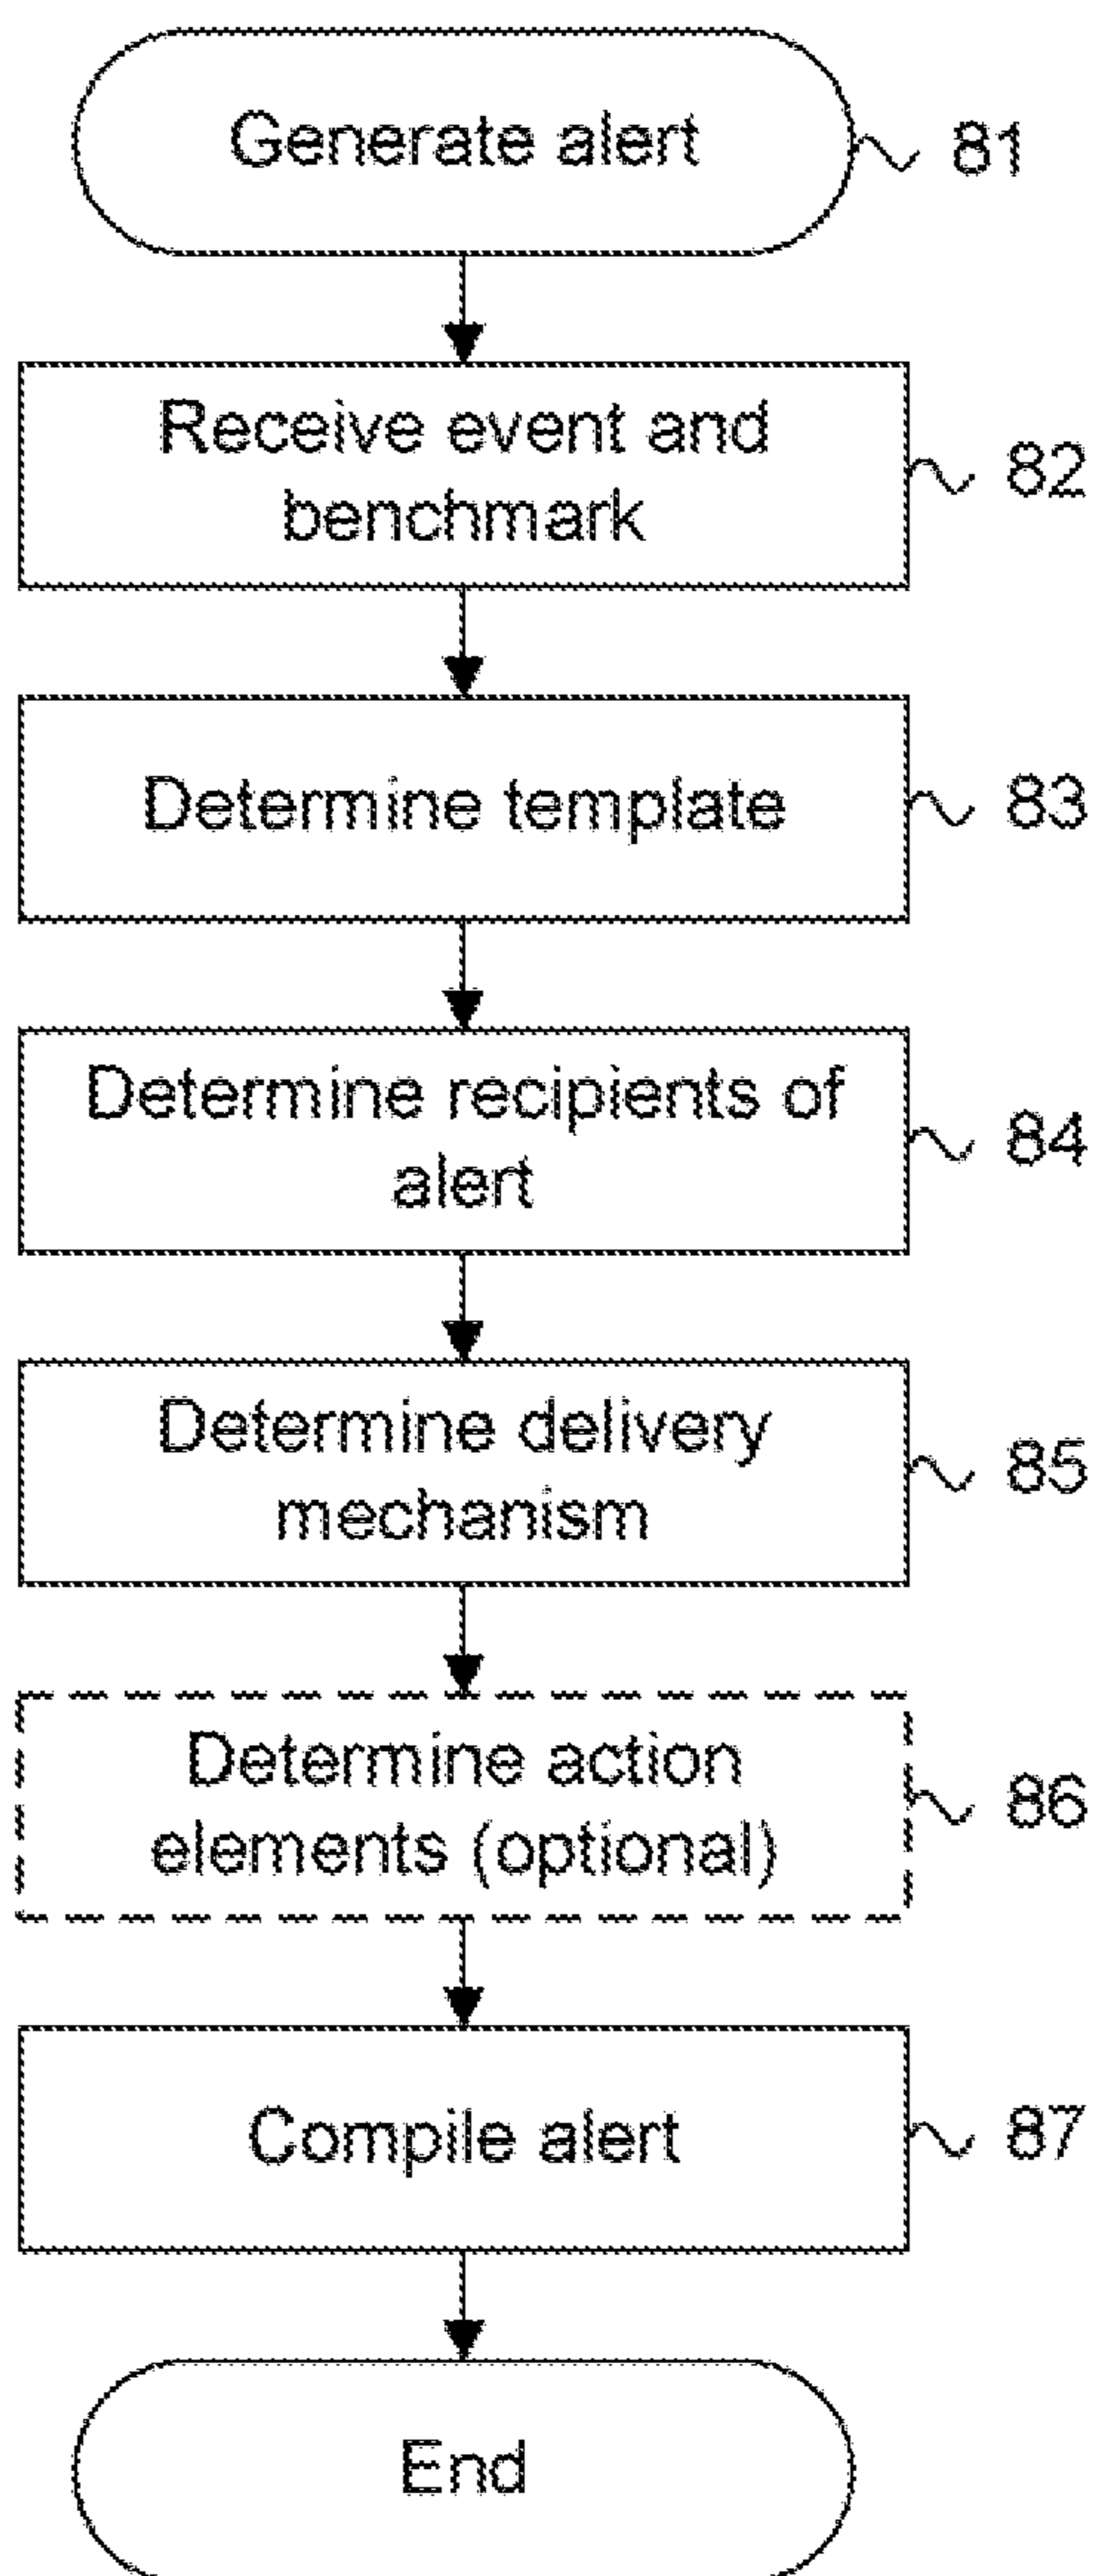 Generate alert
81
Receive event and
benchmark
82
Determine template
83
Determine recipients of
alert
84
Determine delivery
mechanism
85
Determine action
elements (optional)
86
Compile alert
87
End